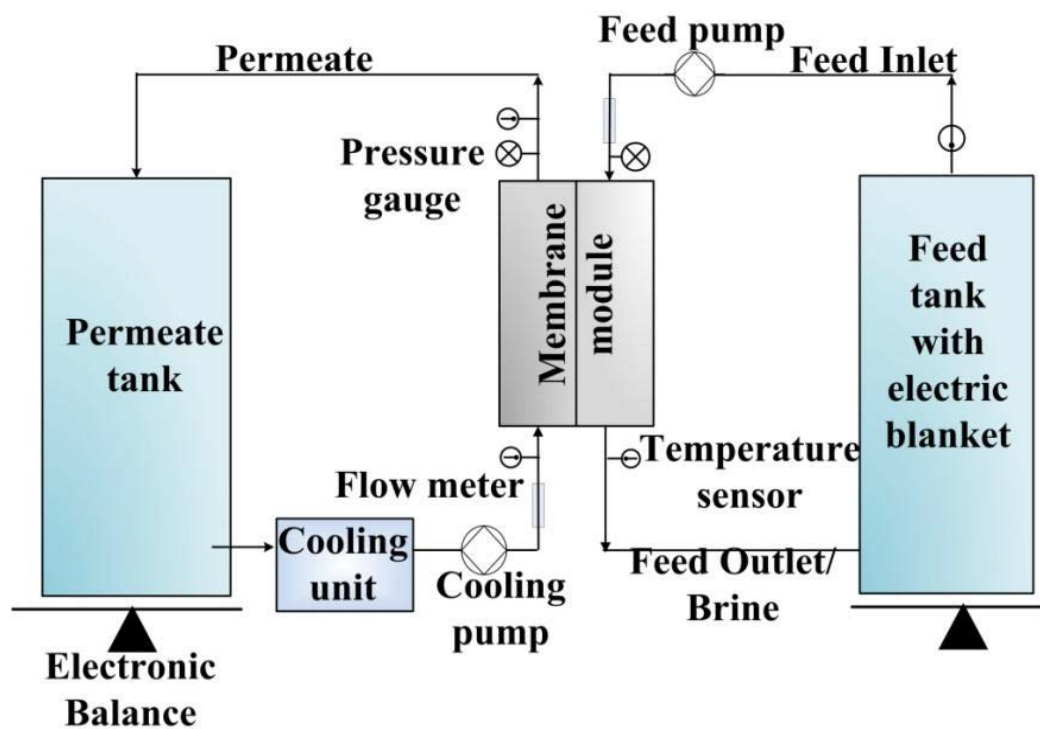 Feed pump
Permeate
Feed Inlet
Pressure
gauge
Membrane
module
Permeate
tank
Feed
tank
with
electric
blanket
Temperature
sensor
Flow meter
Cooling
unit
Cooling
pump
Feed Outlet/
Brine
Electronic
Balance